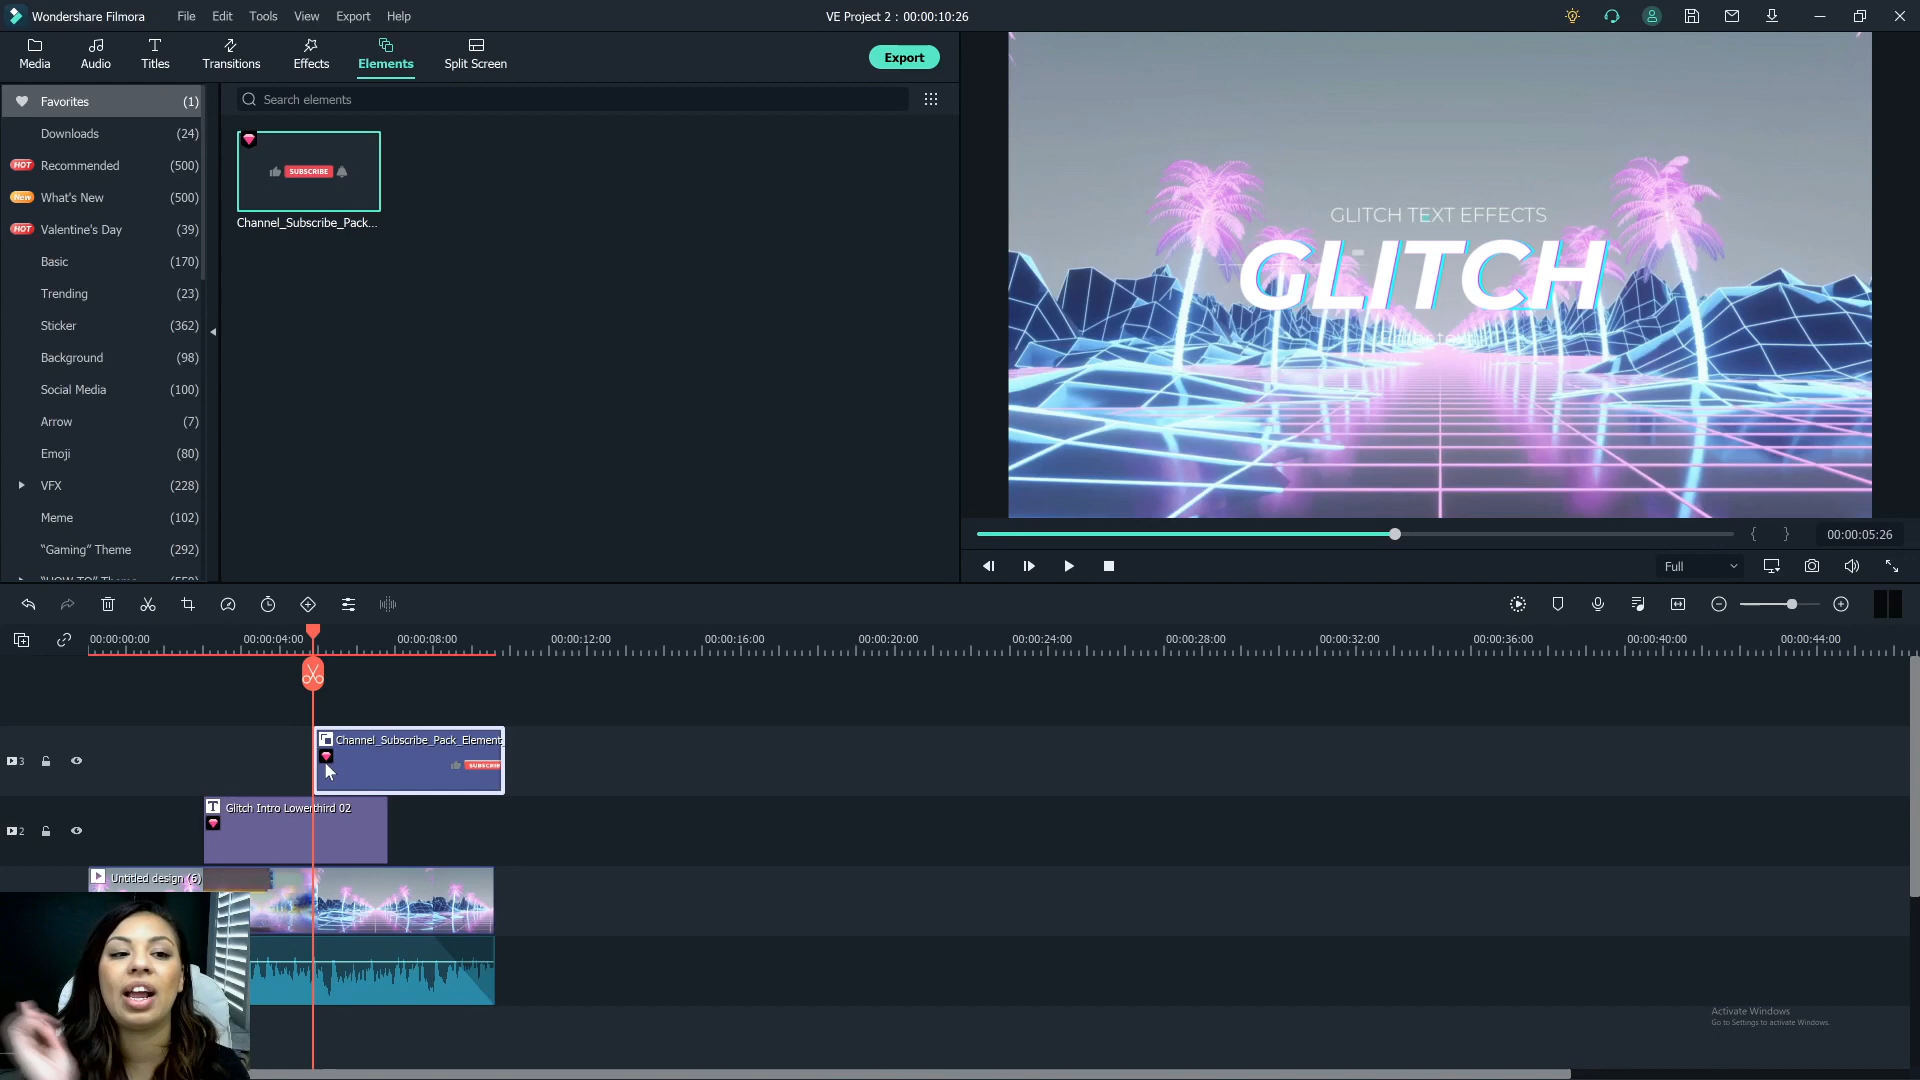 Wondershare Filmora
File Edit Tools View Export Help
VE Project 2 : 00:00:10:26
Media Audio Titles Transitions Effects Elements Split Screen
Export
Favorites (1)
Downloads (24)
HOT Recommended (500)
New What's New (500)
HOT Valentine's Day (39)
Basic (170)
Trending (23)
Sticker (362)
Background (98)
Social Media (100)
Arrow (7)
Emoji (80)
VFX (228)
Meme (102)
"Gaming" Theme (292)
"HOW TO" Theme (550)
Search elements
SUBSCRIBE
Channel_Subscribe_Pack...
GLITCH TEXT EFFECTS
GLITCH
00:00:05:26
Full
00:00:00:00 00:00:04:00 00:00:08:00 00:00:12:00 00:00:16:00 00:00:20:00 00:00:24:00 00:00:28:00 00:00:32:00 00:00:36:00 00:00:40:00 00:00:44:00
3
Channel_Subscribe_Pack_Element
SUBSCRIBE
2
T Glitch Intro Lowerthird 02
Untitled design (6)
Activate Windows
Go to Settings to activate Windows.